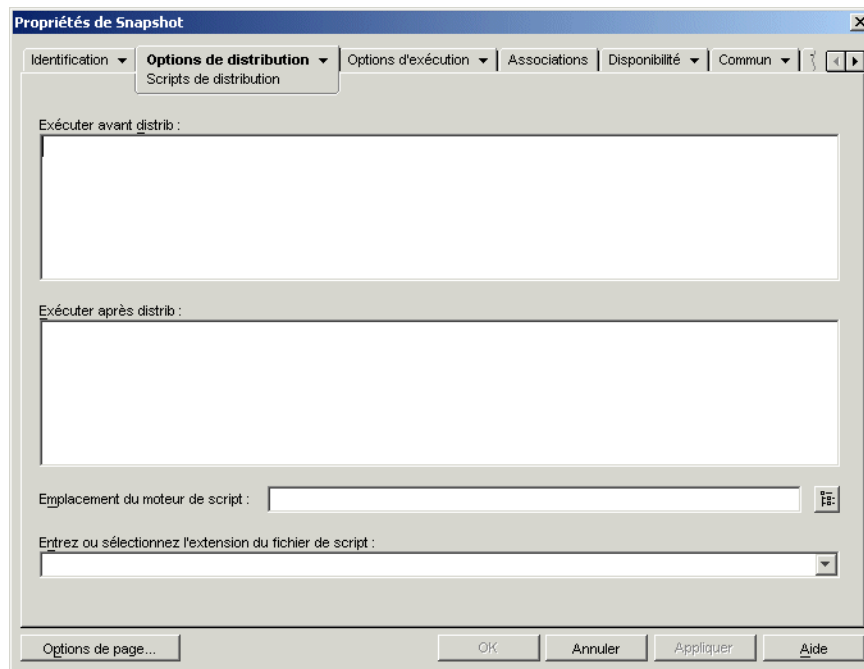 Propriétés de Snapshot
Identification Options de distribution Options d'exécution Associations Disponibilité Commun
Scripts de distribution
Exécuter avant distrib :
Exécuter après distrib :
Emplacement du moteur de script :
Entrez ou sélectionnez l'extension du fichier de script :
Options de page... OK Annuler Appliquer Aide